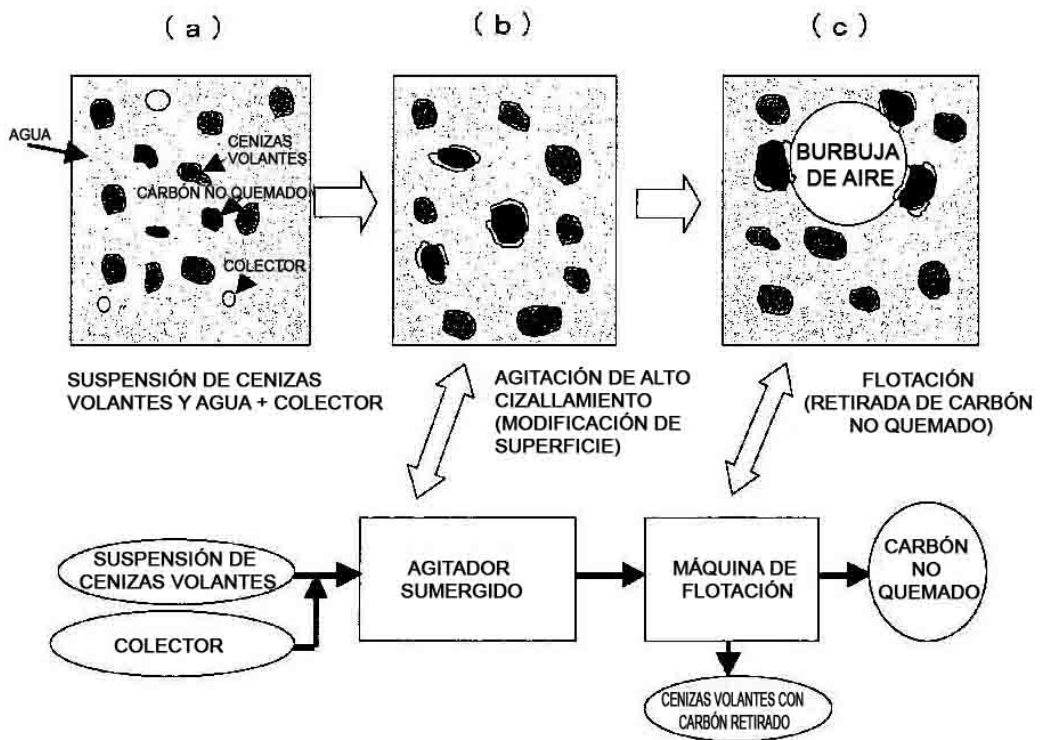 ( a )
( b )
( c )
AGUA
CENIZAS
VOLANTES
CARBÓN NO QUEMADO
COLECTOR
BURBUJA
DE AIRE
SUSPENSIÓN DE CENIZAS
VOLANTES Y AGUA + COLECTOR
AGITACIÓN DE ALTO
CIZALLAMIENTO
(MODIFICACIÓN DE
SUPERFICIE)
FLOTACIÓN
(RETIRADA DE CARBÓN
NO QUEMADO)
SUSPENSIÓN DE
CENIZAS VOLANTES
COLECTOR
AGITADOR
SUMERGIDO
MÁQUINA DE
FLOTACIÓN
CARBÓN
NO
QUEMADO
CENIZAS VOLANTES CON
CARBÓN RETIRADO